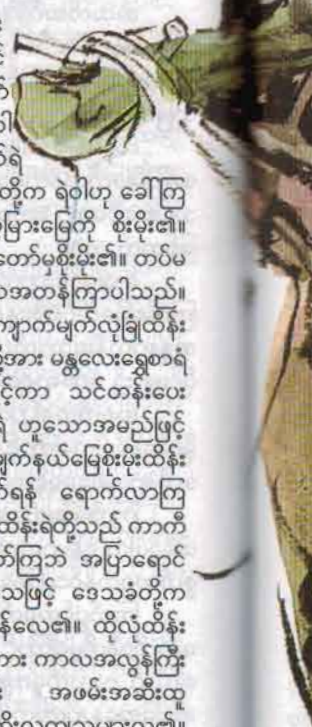 တို့က ရဲဝါဟု ခေါ်ကြ
မြားမြေကို စိုးမိုး၏။
တော်မှစိုးမိုး၏။ တပ်မ
အတန်ကြာပါသည်။
ကျောက်မျက်လုံခြုံထိန်း
အား မန္တလေးရွှေစာရံ
င့်ကာ သင်တန်းပေး
ဟူသောအမည်ဖြင့်
မျက်နယ်မြေစိုးမိုးထိန်း
ရန် ရောက်လာကြ
ထိန်းရဲတို့သည် ကာကီ
တ်ကြဘဲ အပြာရောင်
သဖြင့် ဒေသခံတို့က
န်လေ၏။ ထိုလုံထိန်း
ကာလအလွန်ကြီး
အဖမ်းအဆီးထူ